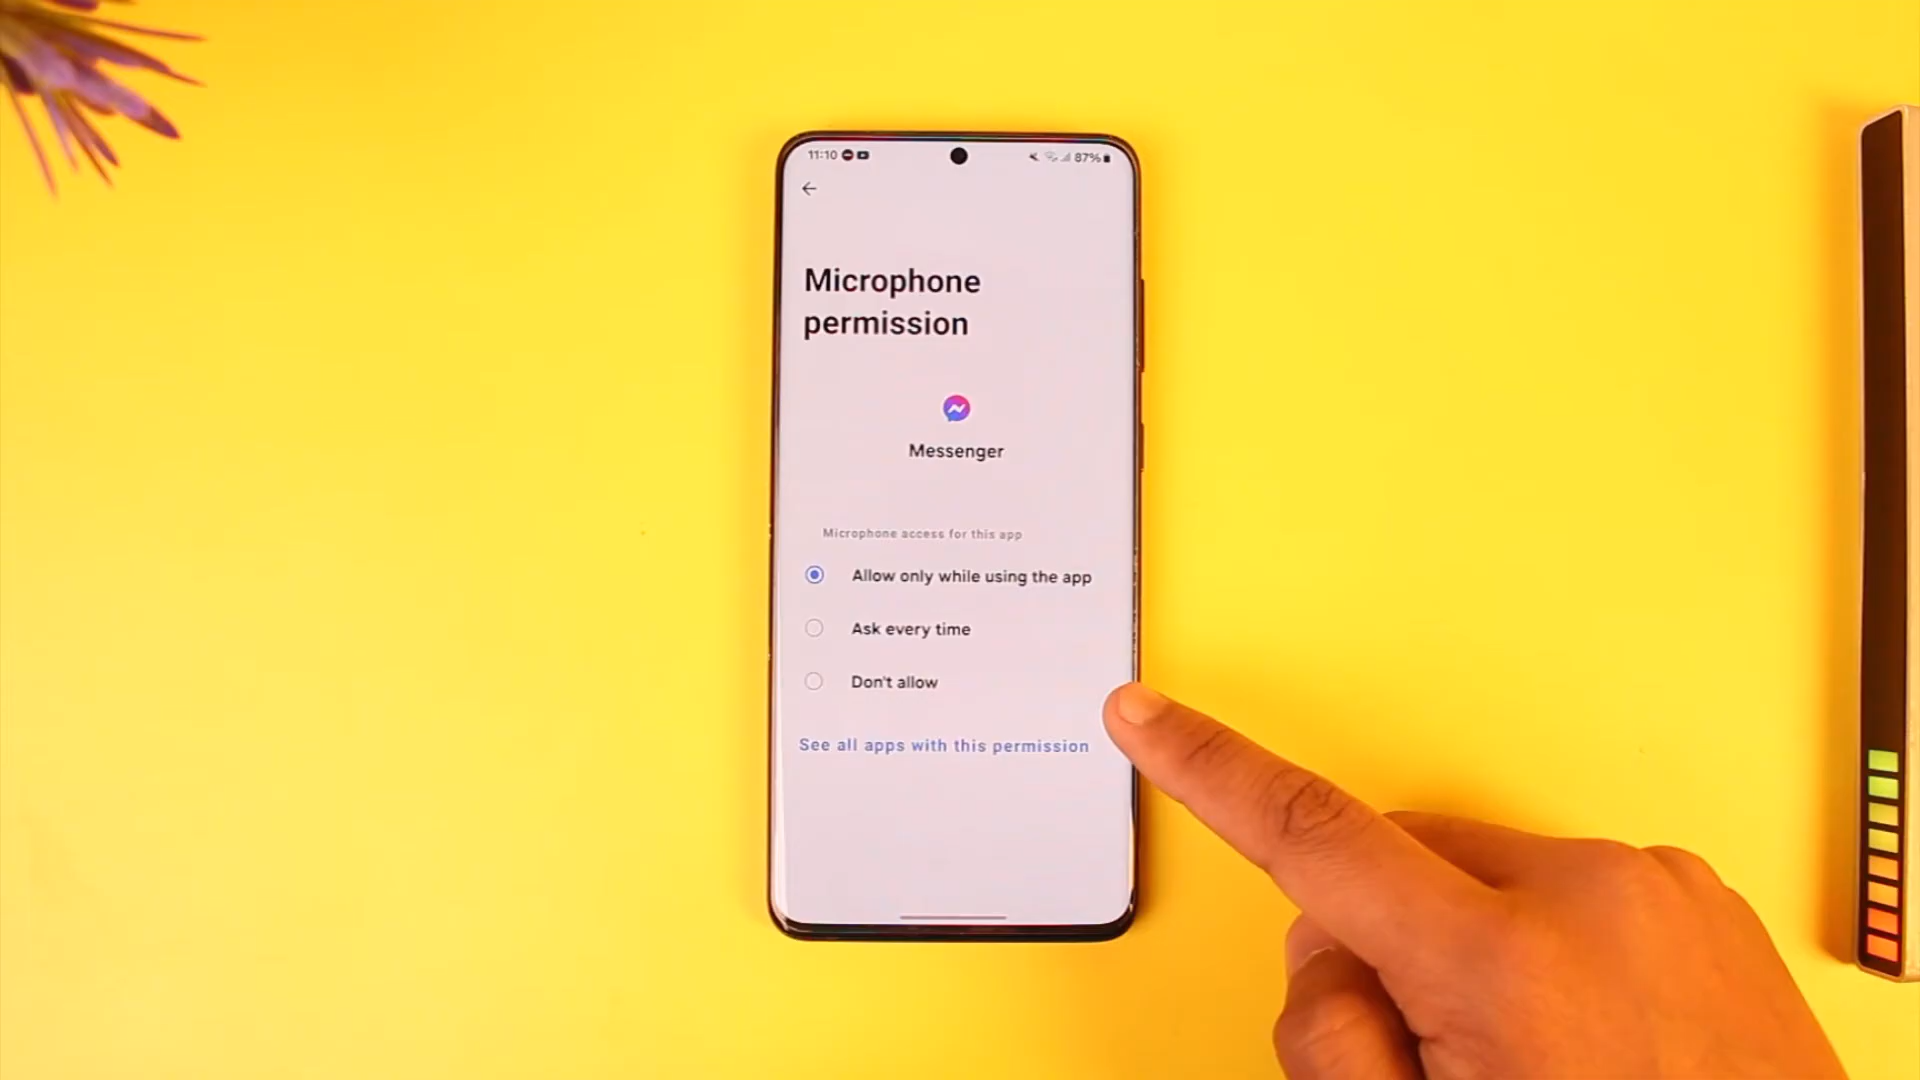 11:10 87%
Microphone
permission
Messenger
Microphone access for this app
Allow only while using the app
Ask every time
Don't allow
See all apps with this permission